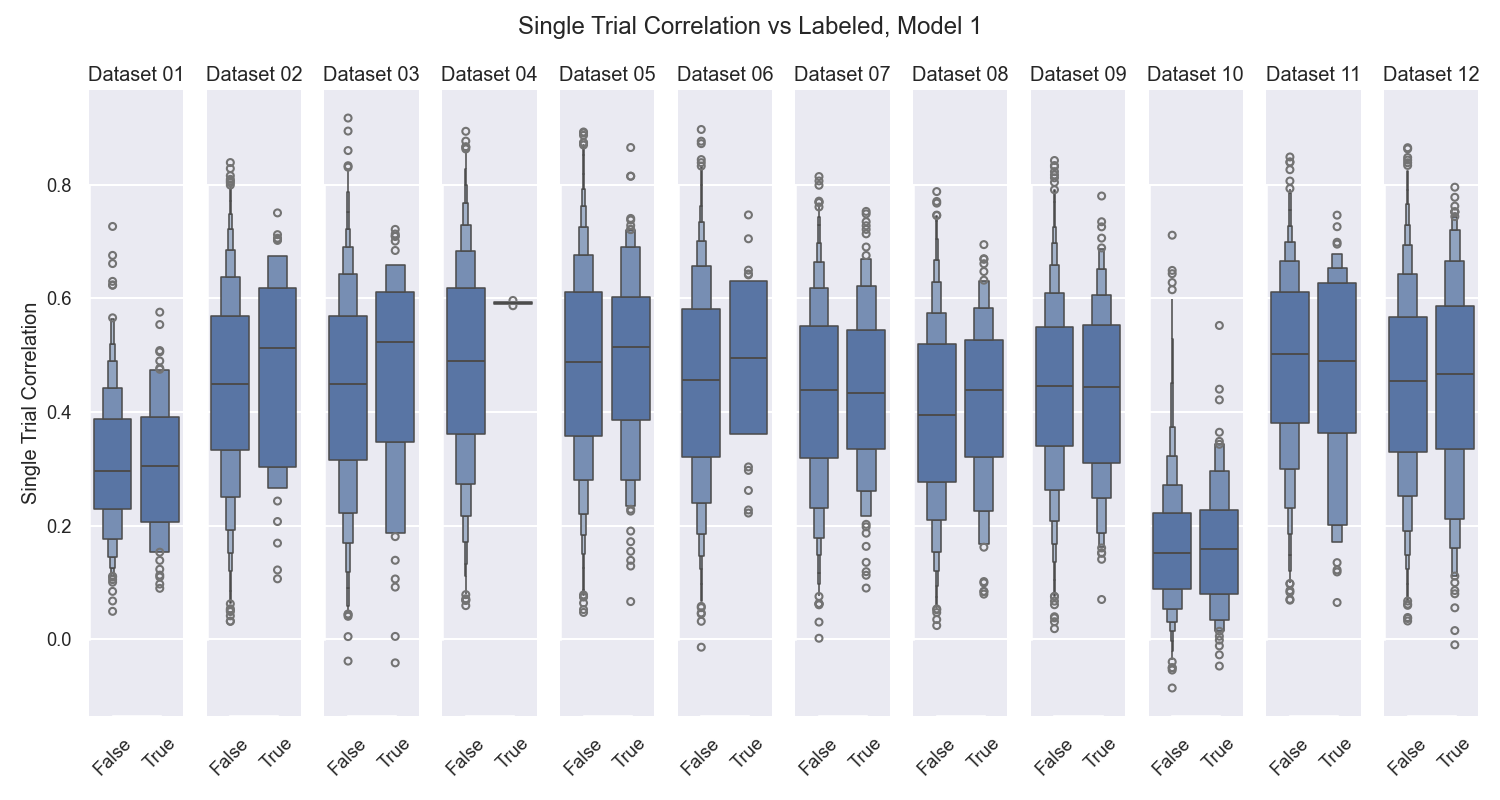 Single Trial Correlation vs Labeled, Model 1
Dataset 01 Dataset 02 Dataset 03 Dataset 04 Dataset 05 Dataset 06 Dataset 07 Dataset 08 Dataset 09 Dataset 10 Dataset 11 Dataset 12
Single Trial Correlation
0.8
0.6
0.4
0.2
0.0
False True False True False True False True False True False True False True False True False True False True False True False True